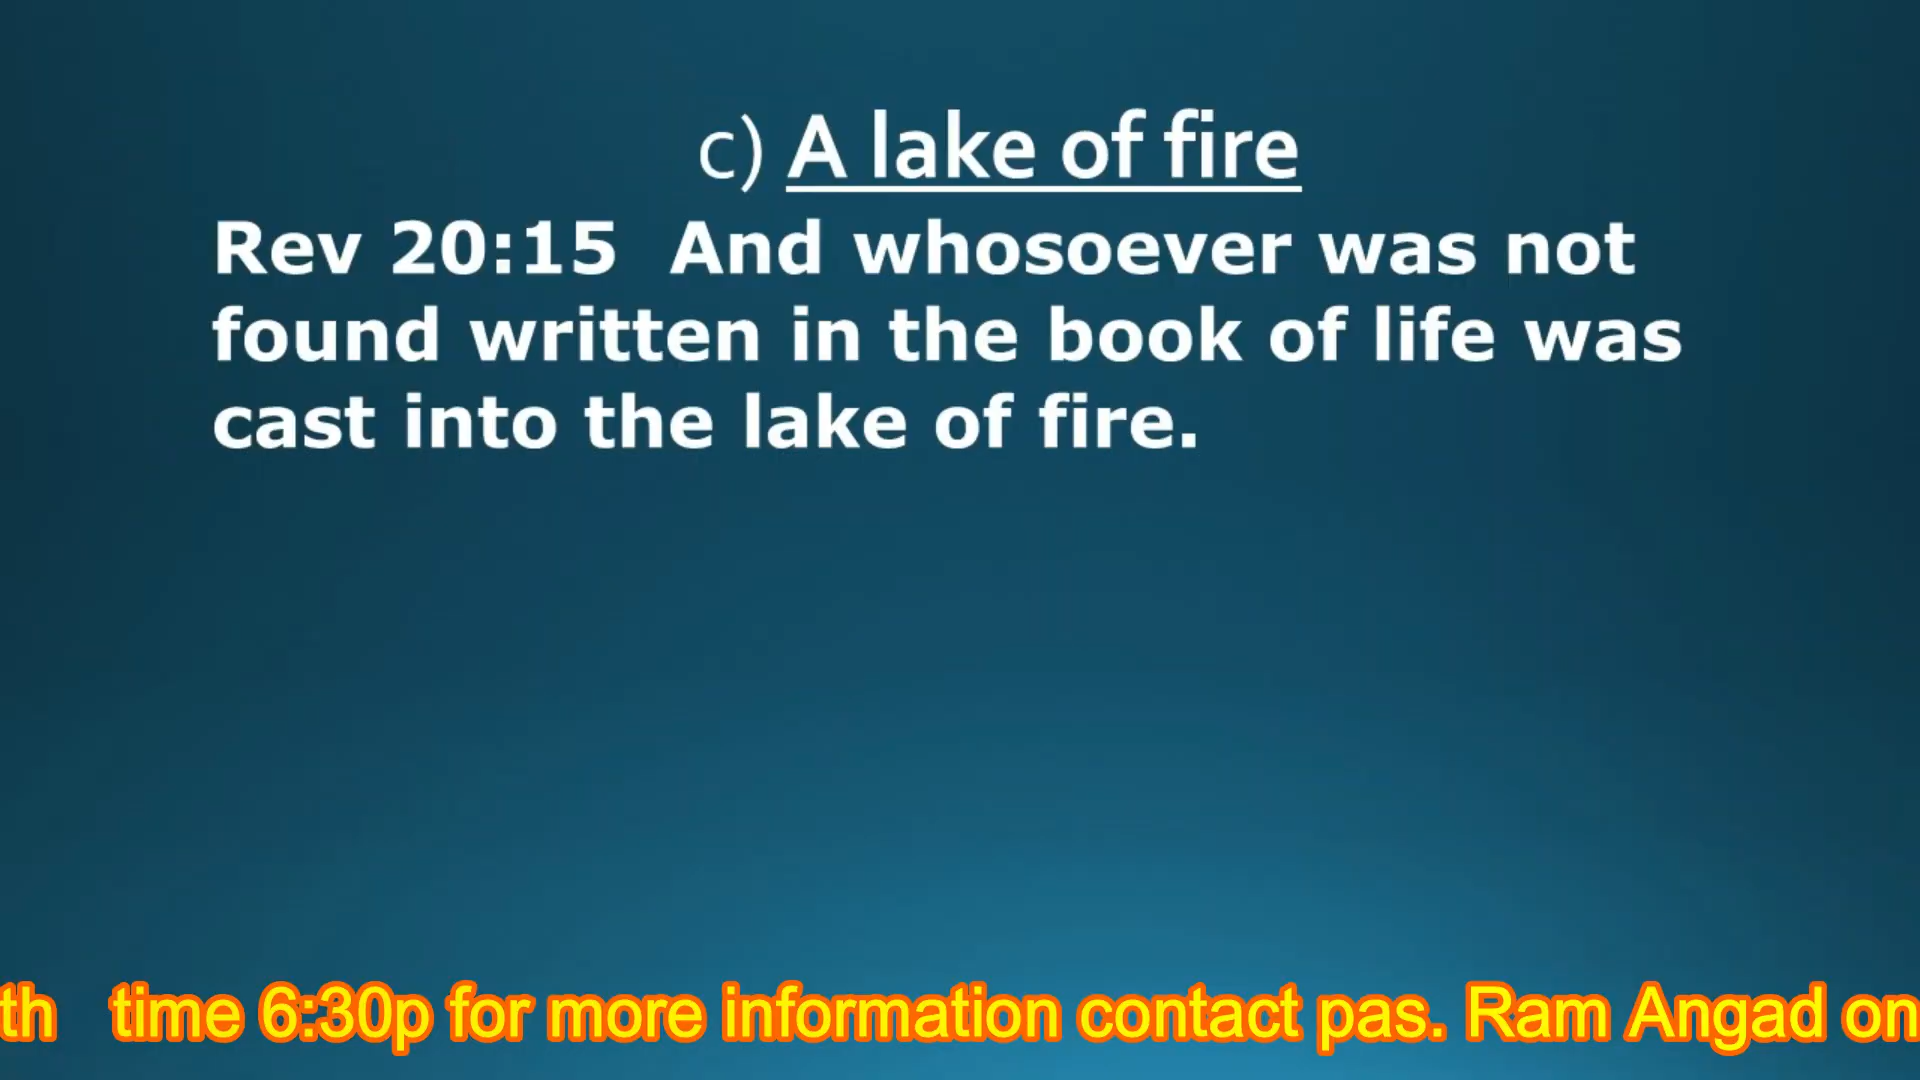 c) A lake of fire
Rev 20:15  And whosoever was not
found written in the book of life was
cast into the lake of fire.
th   time 6:30p for more information contact pas. Ram Angad on